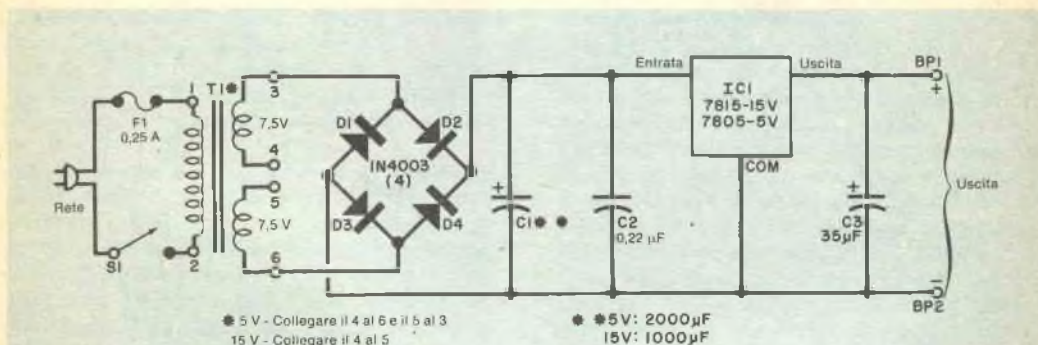 F1
0,25 A
Rete
S1
1
T1
2
3
7,5V
4
5
7,5V
6
D1
D2
1N4003
(4)
D3
D4
+
C1
C2
0,22 µF
Entrata
IC1
7815-15V
7805-5V
COM
Uscita
+
C3
35µF
BP1
+
Uscita
-
BP2
5 V - Collegare il 4 al 6 e il 5 al 3
15 V - Collegare il 4 al 5
5V: 2000µF
15V: 1000µF